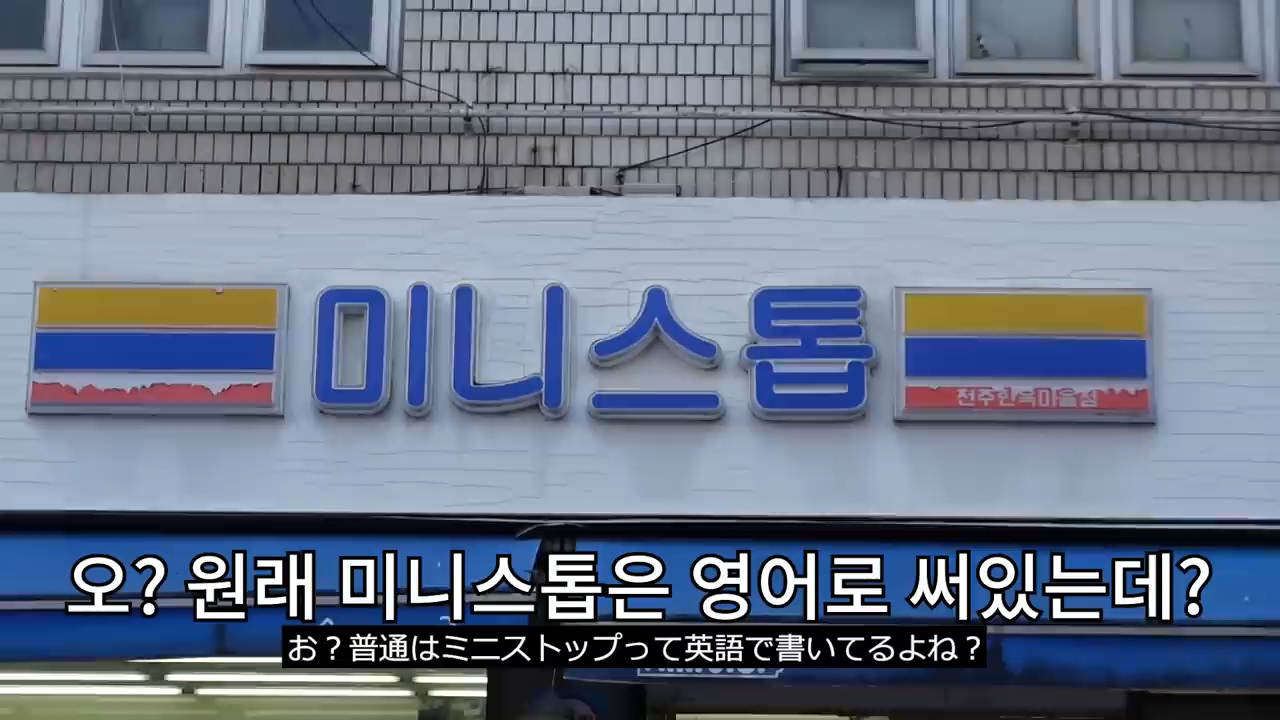 미니스톱
전주한옥마을점
오? 원래 미니스톱은 영어로 써있는데?
お？普通はミニストップって英語で書いてるよね？